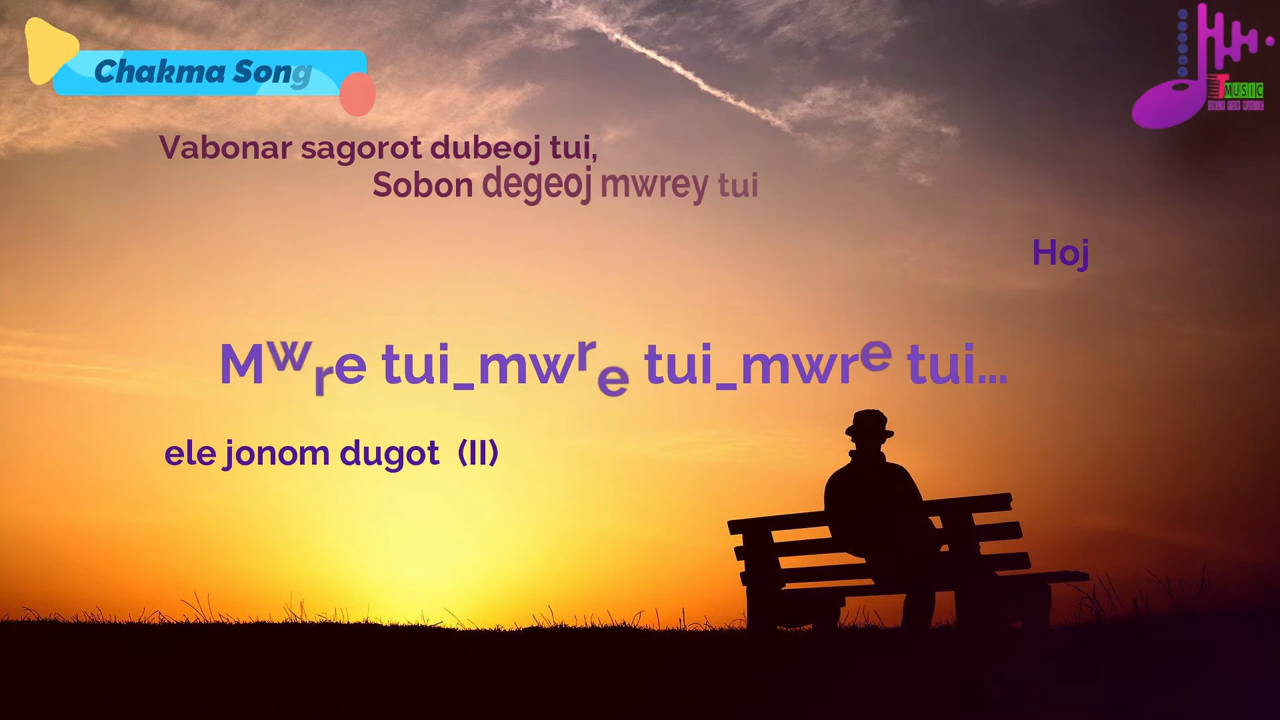 Chakma Song
TMUSIC
Vabonar sagorot dubeoj tui,
Sobon degeoj mwrey tui
Hoj
Mwre tui_mwre tui_mwre tui...
ele jonom dugot (II)